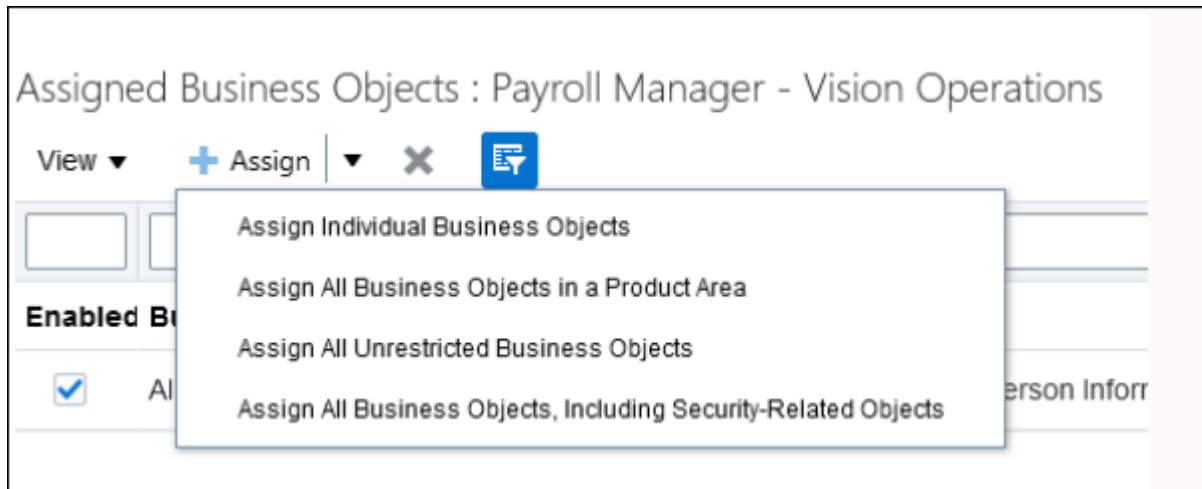 Assigned Business Objects : Payroll Manager - Vision Operations
View Assign
Assign Individual Business Objects
Assign All Business Objects in a Product Area
Enabled
Assign All Unrestricted Business Objects
Assign All Business Objects, Including Security-Related Objects